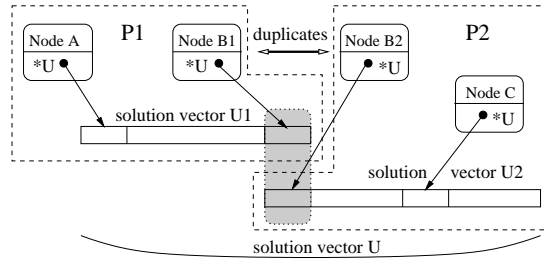 P1
duplicates
P2
Node A
*U
Node B1
*U
Node B2
*U
Node C
*U
solution vector U1
solution vector U2
solution vector U